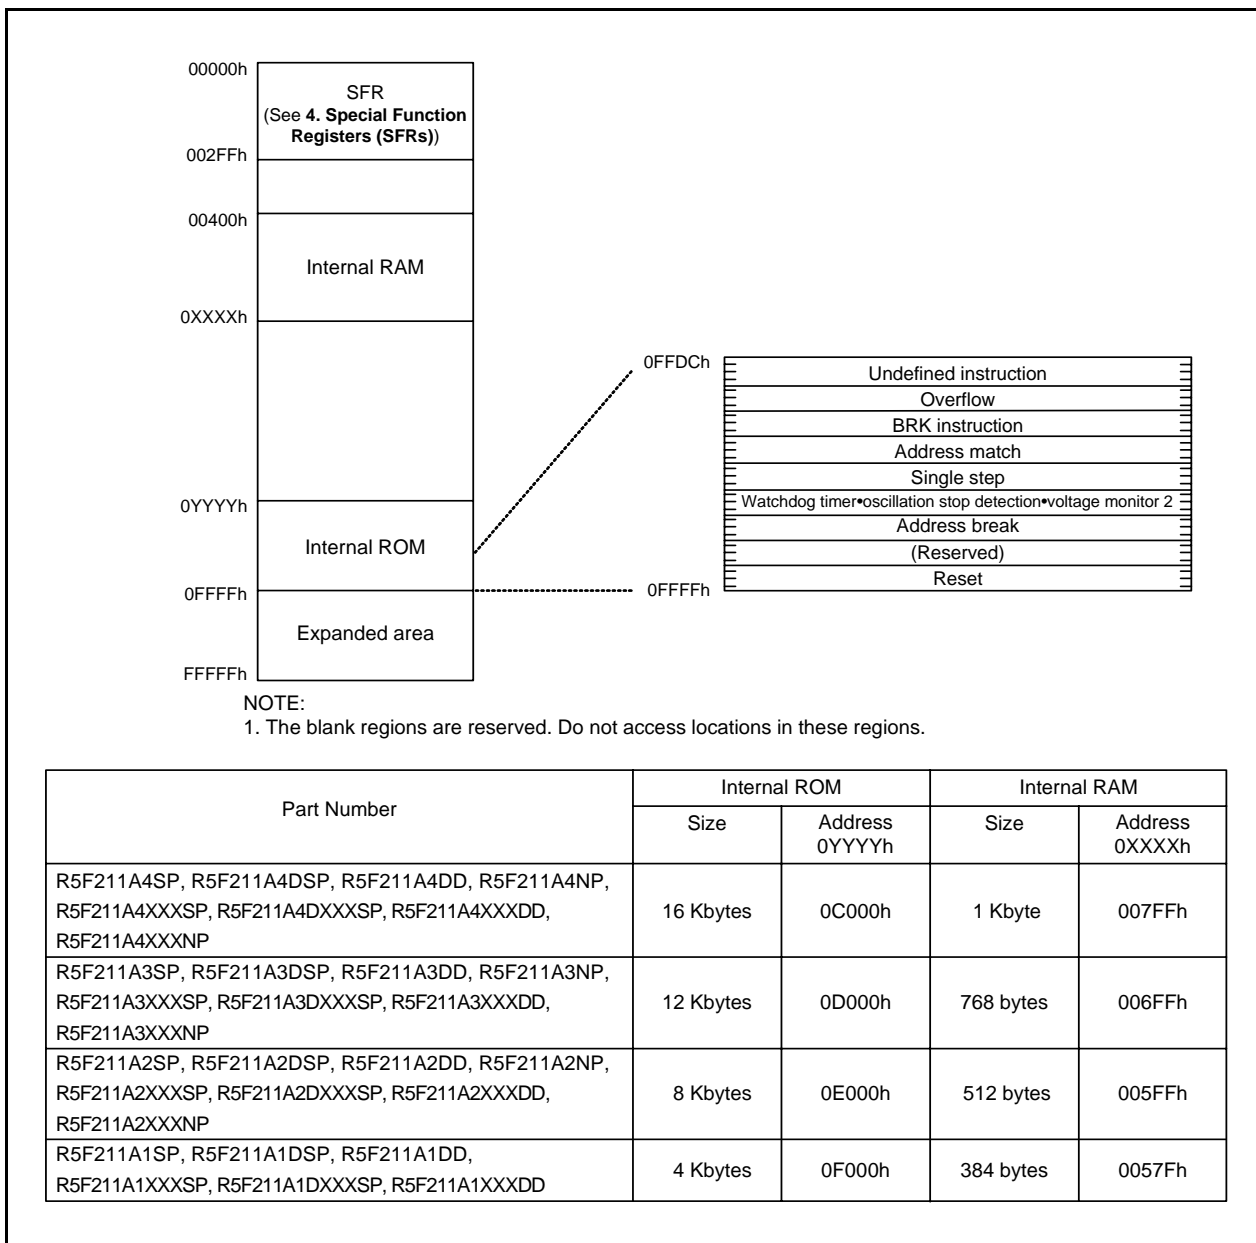 00000h
SFR
(See 4. Special Function
Registers (SFRs))
002FFh
00400h
Internal RAM
0XXXXh
0YYYYh
Internal ROM
0FFFFh
Expanded area
FFFFFh
0FFDCh
Undefined instruction
Overflow
BRK instruction
Address match
Single step
Watchdog timer•oscillation stop detection•voltage monitor 2
Address break
(Reserved)
Reset
0FFFFh
NOTE:
1. The blank regions are reserved. Do not access locations in these regions.
Part Number
Internal ROM
Internal RAM
Size
Address
0YYYYh
Size
Address
0XXXXh
R5F211A4SP, R5F211A4DSP, R5F211A4DD, R5F211A4NP,
R5F211A4XXXSP, R5F211A4DXXXSP, R5F211A4XXXDD,
R5F211A4XXXNP
16 Kbytes
0C000h
1 Kbyte
007FFh
R5F211A3SP, R5F211A3DSP, R5F211A3DD, R5F211A3NP,
R5F211A3XXXSP, R5F211A3DXXXSP, R5F211A3XXXDD,
R5F211A3XXXNP
12 Kbytes
0D000h
768 bytes
006FFh
R5F211A2SP, R5F211A2DSP, R5F211A2DD, R5F211A2NP,
R5F211A2XXXSP, R5F211A2DXXXSP, R5F211A2XXXDD,
R5F211A2XXXNP
8 Kbytes
0E000h
512 bytes
005FFh
R5F211A1SP, R5F211A1DSP, R5F211A1DD,
R5F211A1XXXSP, R5F211A1DXXXSP, R5F211A1XXXDD
4 Kbytes
0F000h
384 bytes
0057Fh